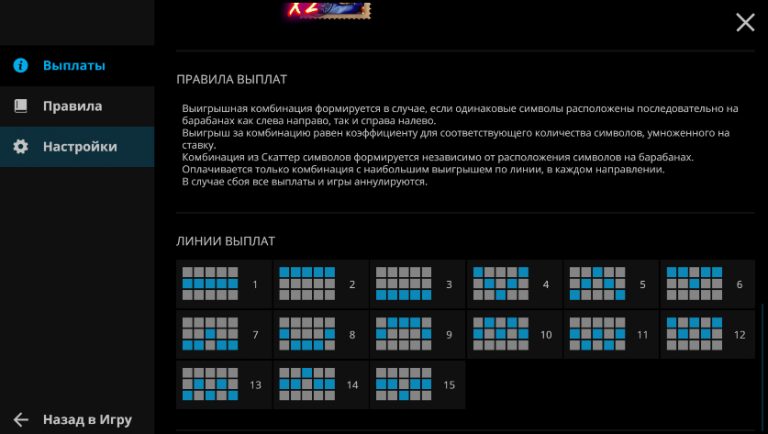 X2
Выплаты
Правила
Настройки
Назад в Игру
ПРАВИЛА ВЫПЛАТ
Выигрышная комбинация формируется в случае, если одинаковые символы расположены последовательно на
барабанах как слева направо, так и справа налево.
Выигрыш за комбинацию равен коэффициенту для соответствующего количества символов, умноженного на
ставку.
Комбинация из Скаттер символов формируется независимо от расположения символов на барабанах.
Оплачивается только комбинация с наибольшим выигрышем по линии, в каждом направлении.
В случае сбоя все выплаты и игры аннулируются.
ЛИНИИ ВЫПЛАТ
1 2 3 4 5 6
7 8 9 10 11 12
13 14 15